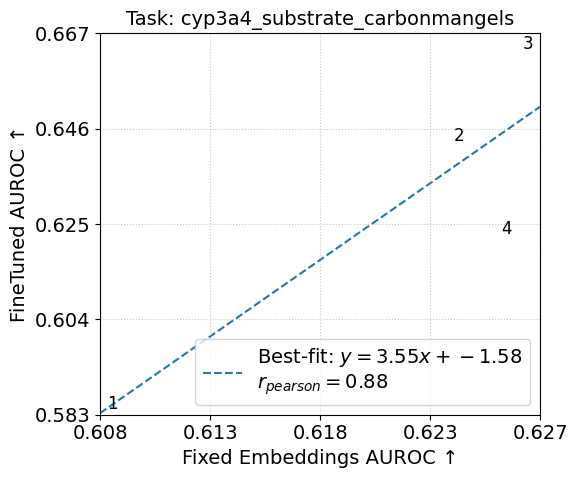 Task: cyp3a4_substrate_carbonmangels
0.667
0.646
0.625
0.604
0.583
FineTuned AUROC ↑
3
2
4
1
Best-fit: y = 3.55x + −1.58
r_{pearson} = 0.88
0.608 0.613 0.618 0.623 0.627
Fixed Embeddings AUROC ↑